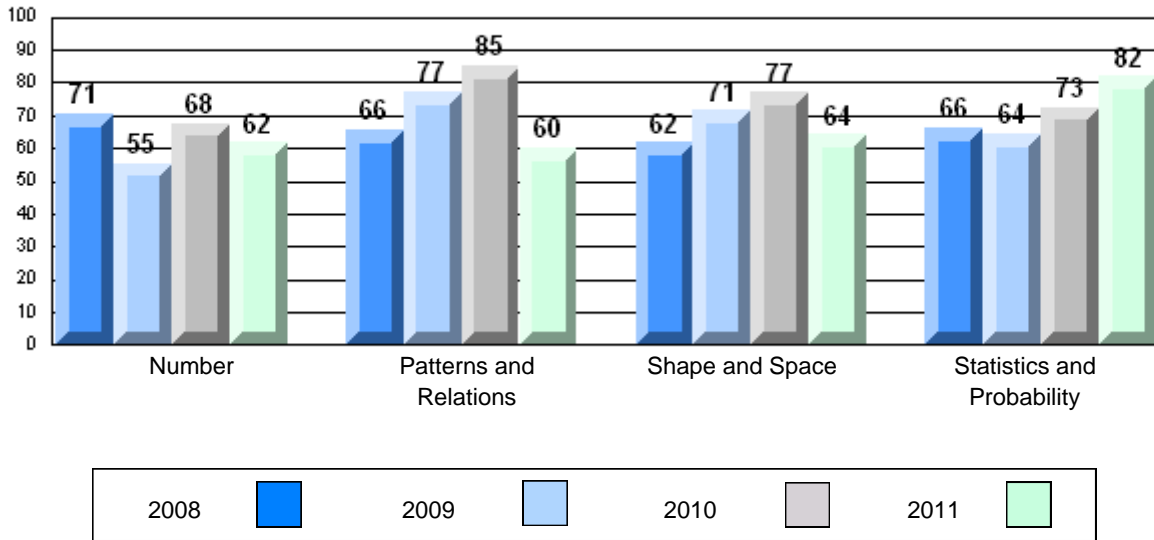 100
90
80
70
60
50
40
30
20
10
0
71 55 68 62
66 77 85 60
62 71 77 64
66 64 73 82
Number
Patterns and
Relations
Shape and Space
Statistics and
Probability
2008 2009 2010 2011